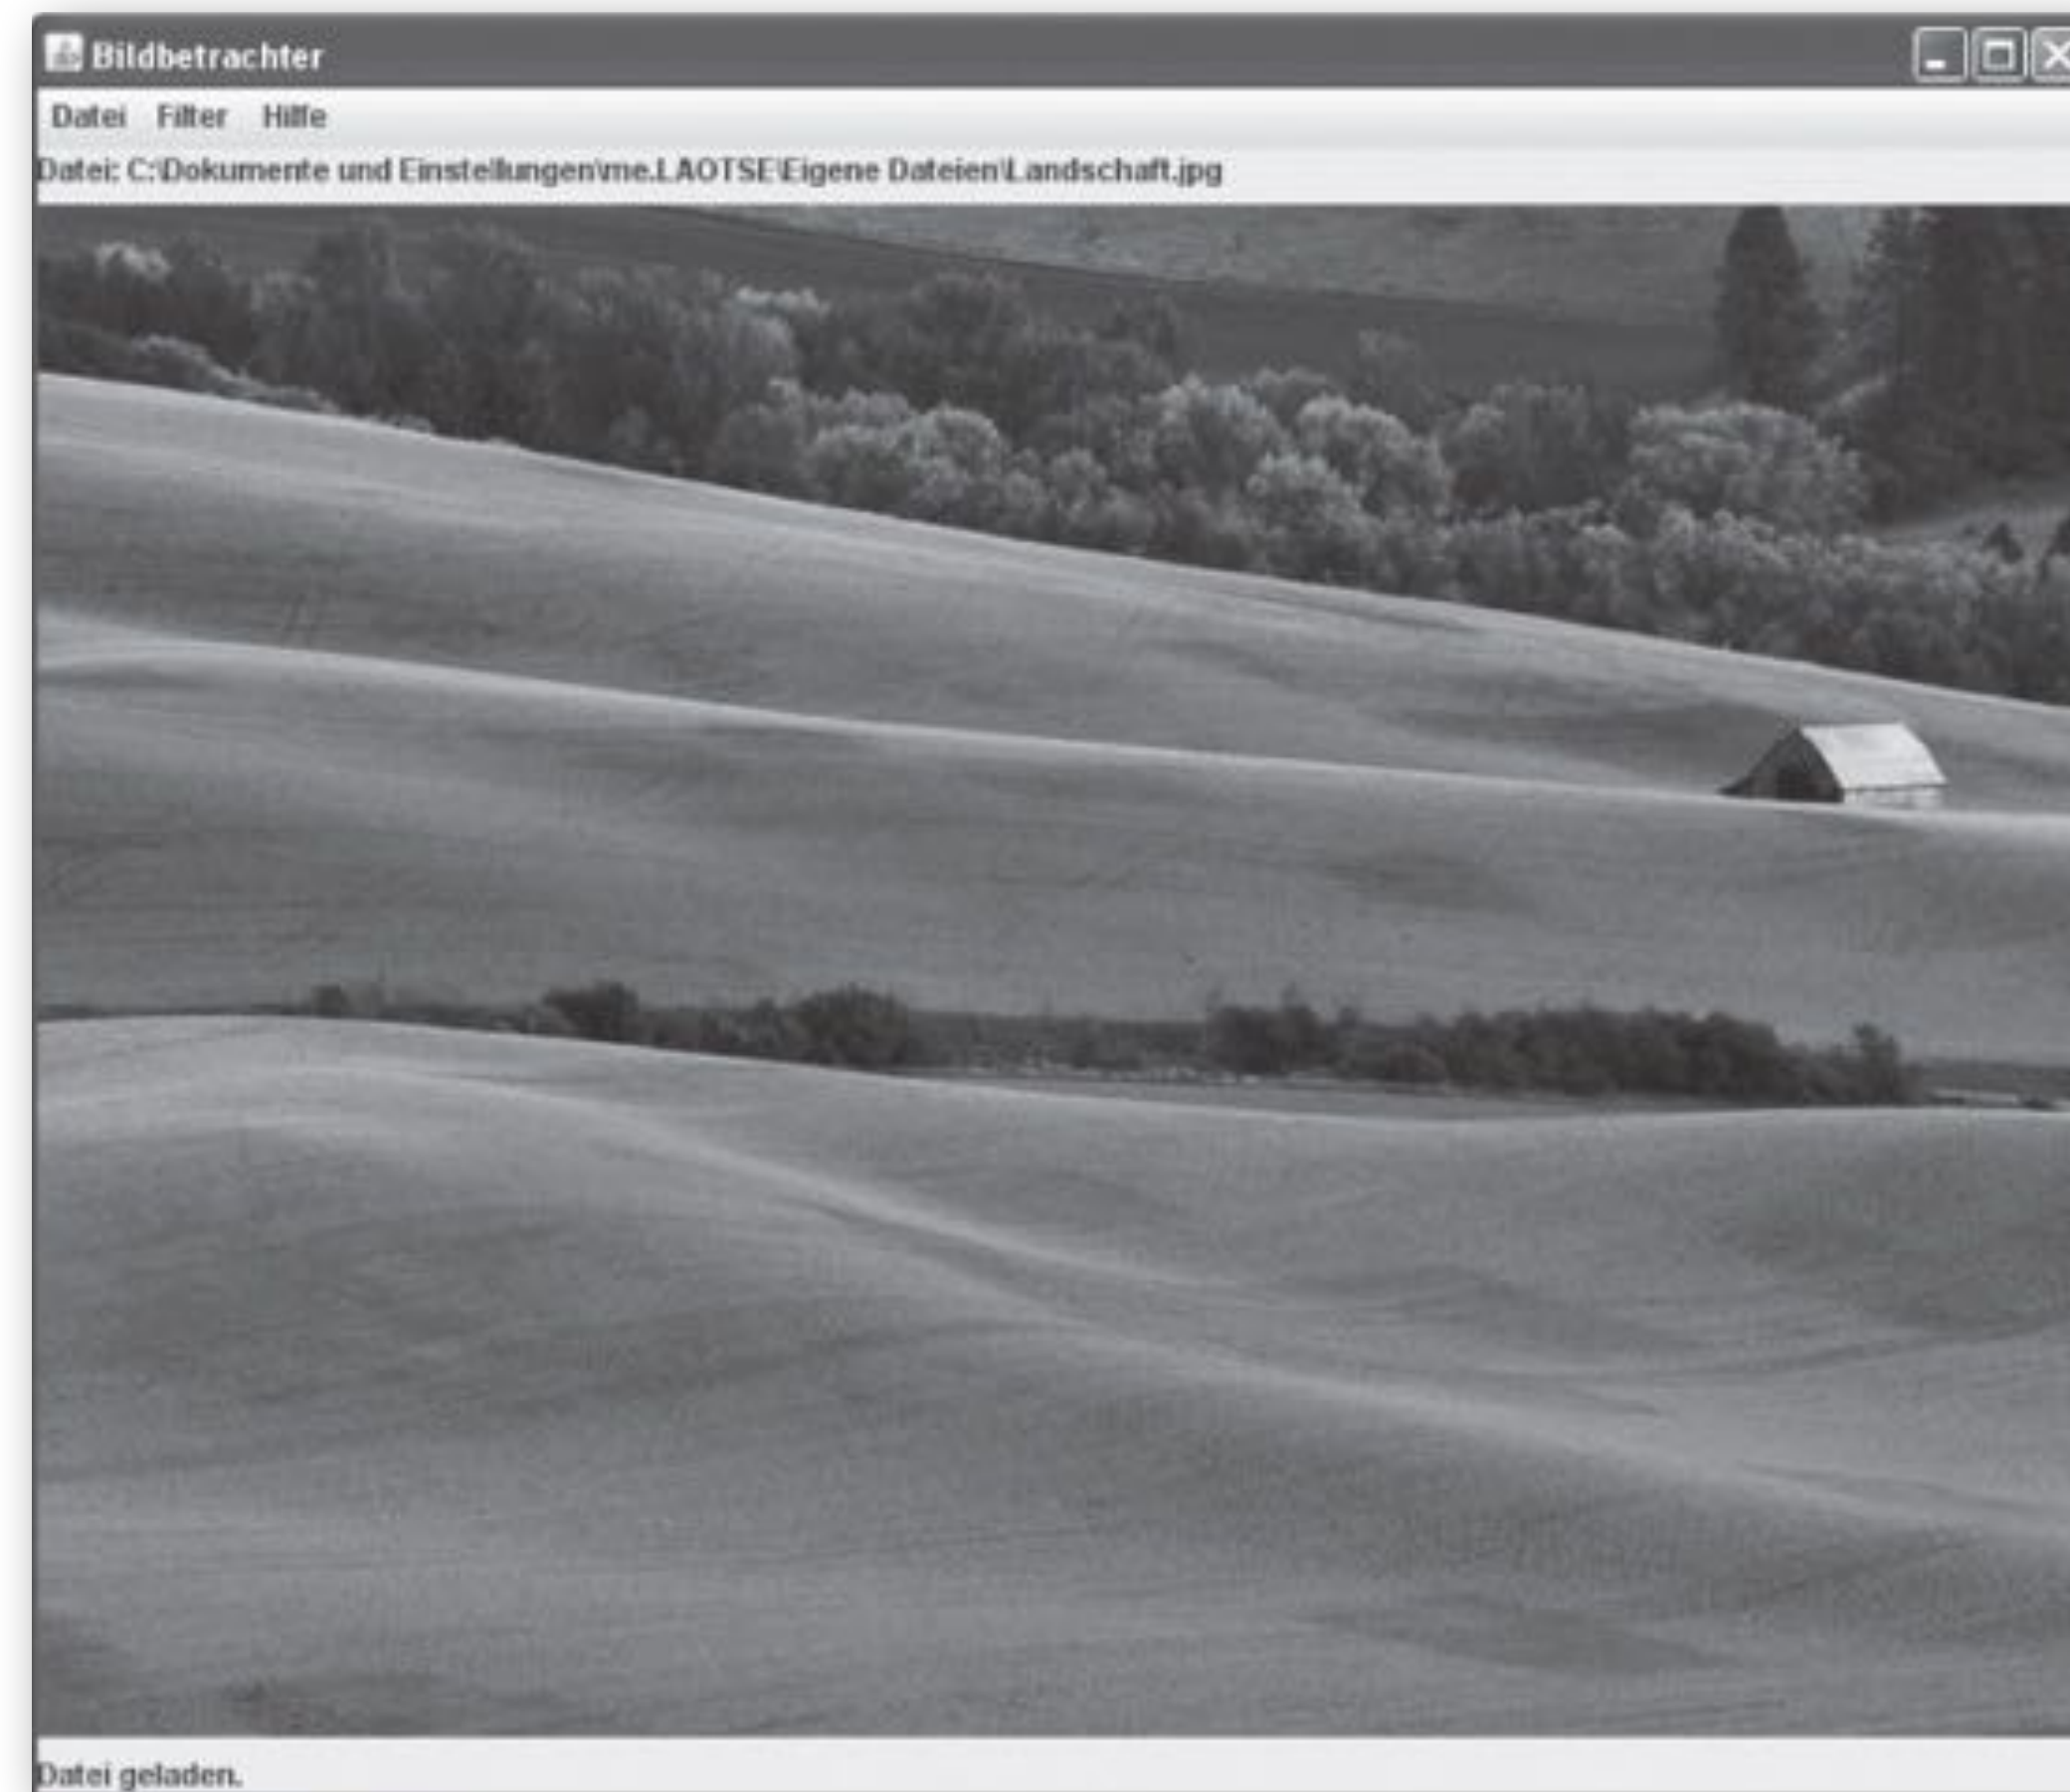 Bildbetrachter
Datei Filter Hilfe
Datei: C:\Dokumente und Einstellungen\me.LAOTSE\Eigene Dateien\Landschaft.jpg
Datei geladen.